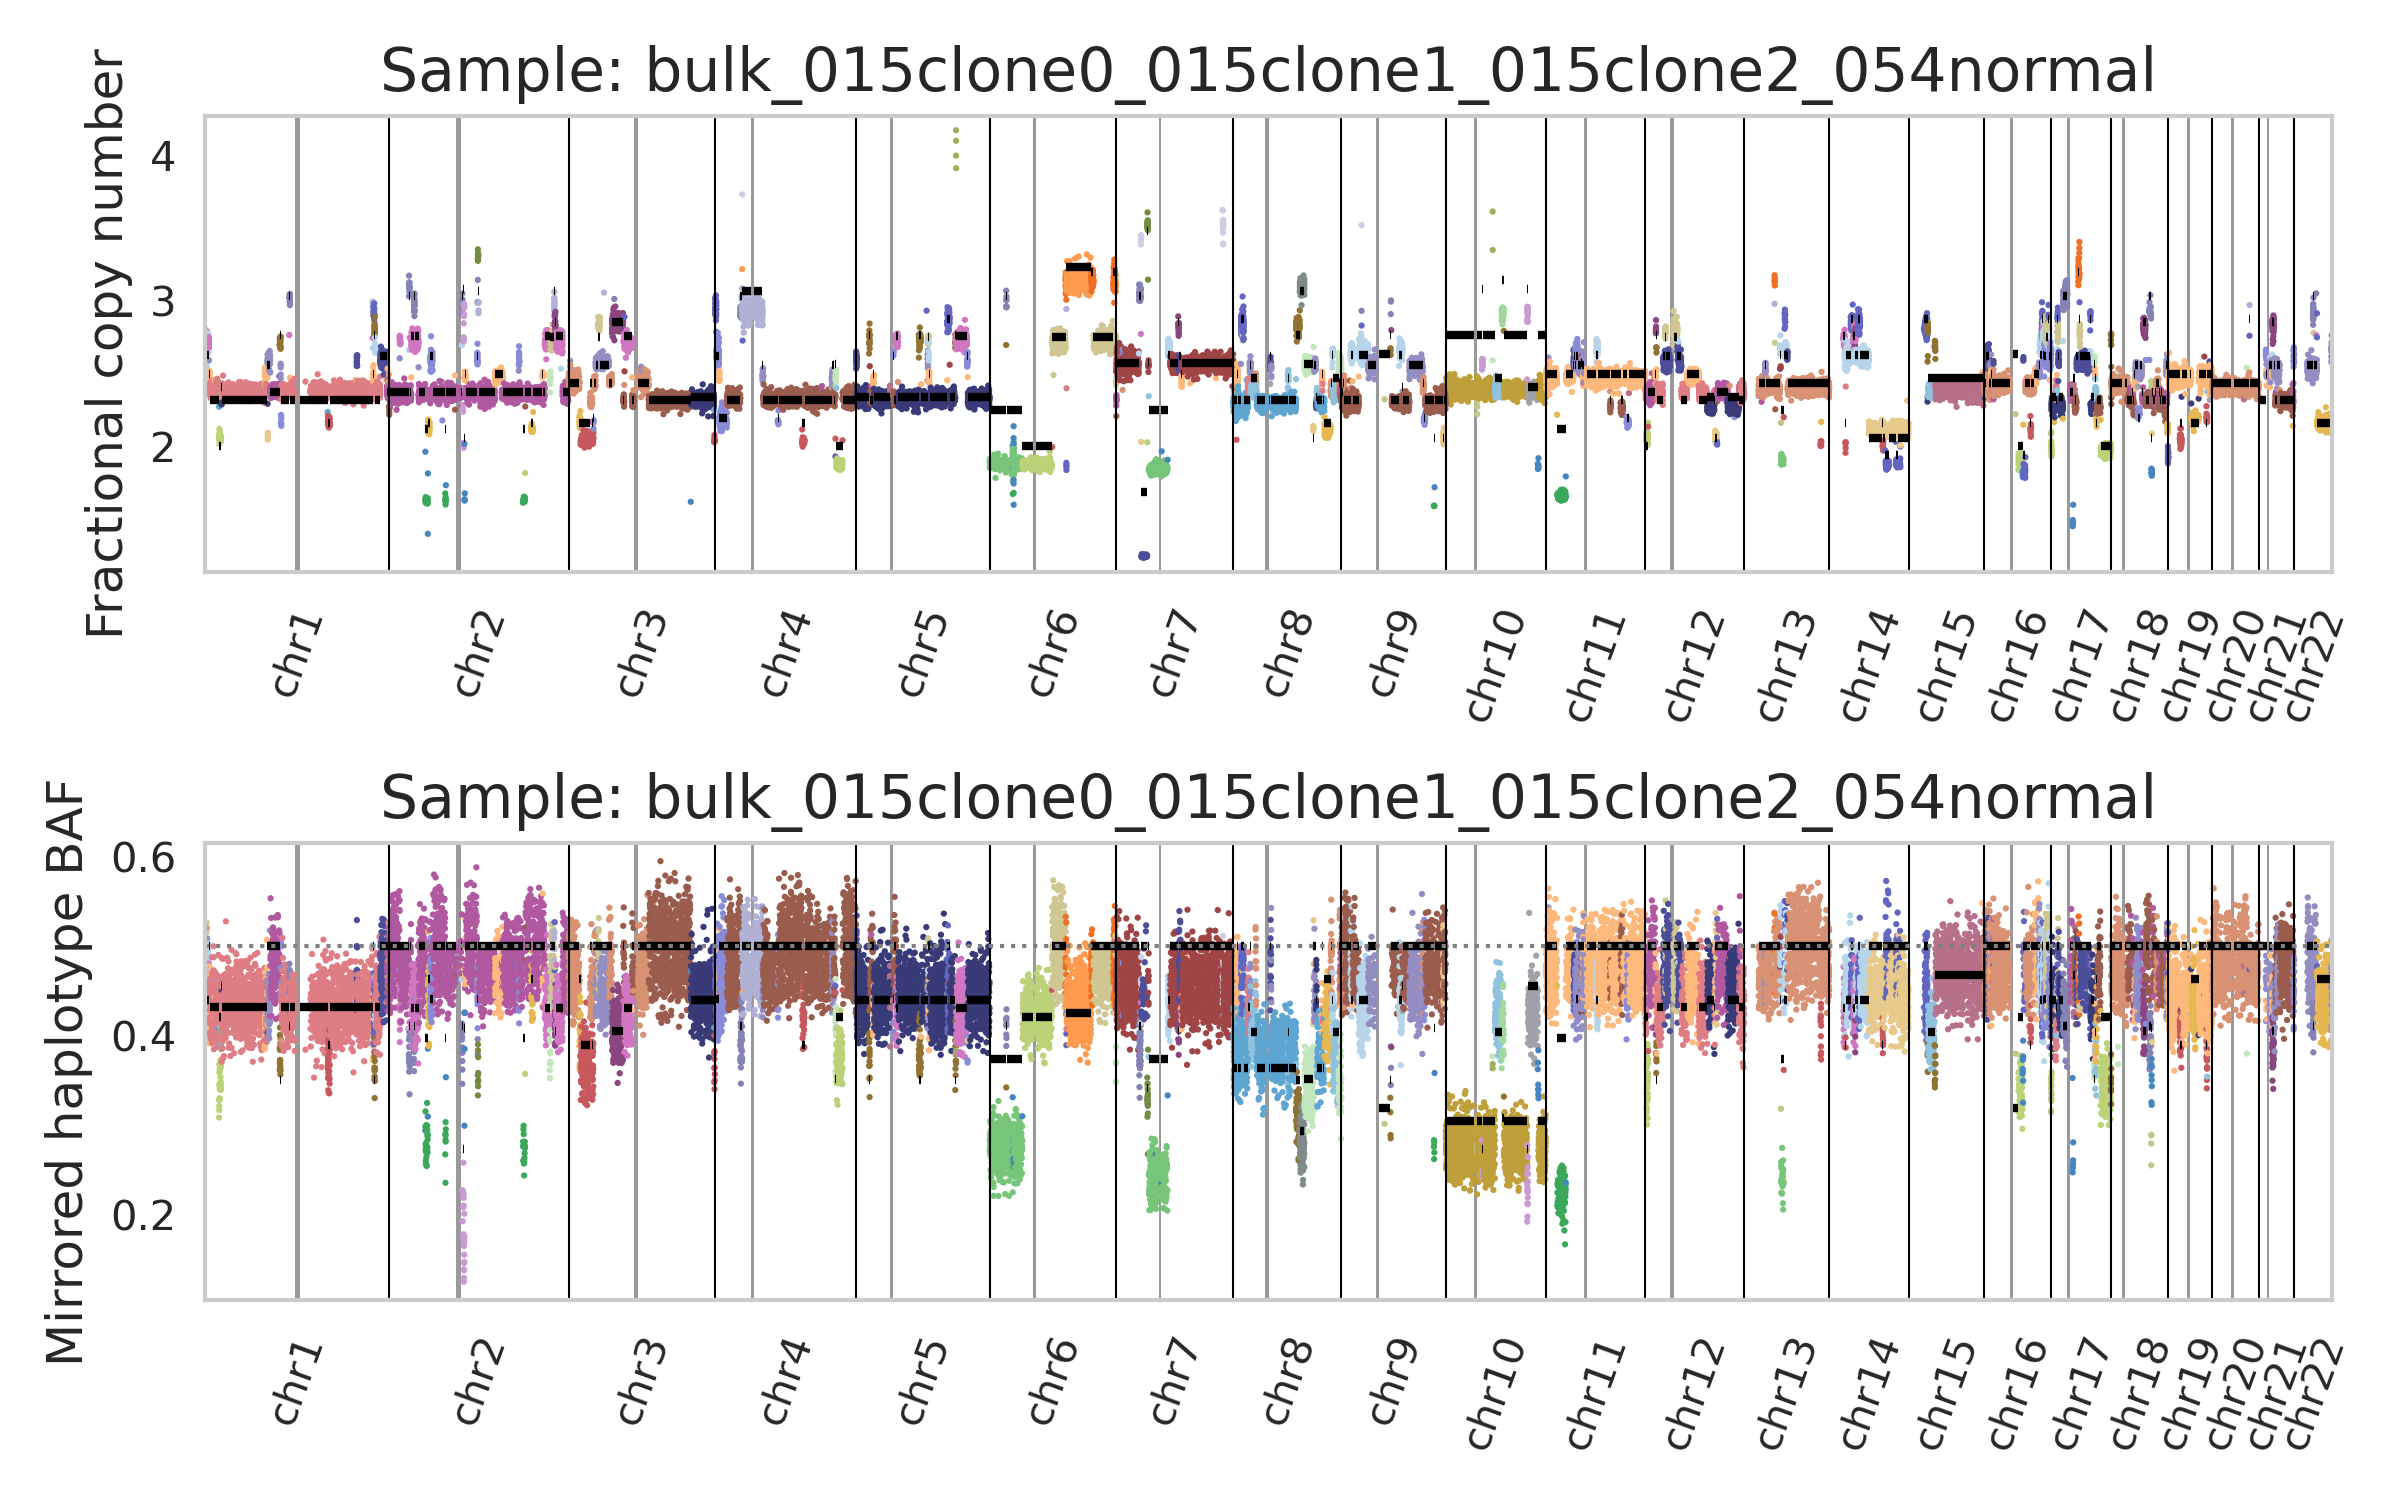 Sample: bulk_015clone0_015clone1_015clone2_054normal
Fractional copy number
4
3
2
chr1 chr2 chr3 chr4 chr5 chr6 chr7 chr8 chr9 chr10 chr11 chr12 chr13 chr14 chr15 chr16 chr17 chr18 chr19 chr20 chr21 chr22
Sample: bulk_015clone0_015clone1_015clone2_054normal
Mirrored haplotype BAF
0.6
0.4
0.2
chr1 chr2 chr3 chr4 chr5 chr6 chr7 chr8 chr9 chr10 chr11 chr12 chr13 chr14 chr15 chr16 chr17 chr18 chr19 chr20 chr21 chr22